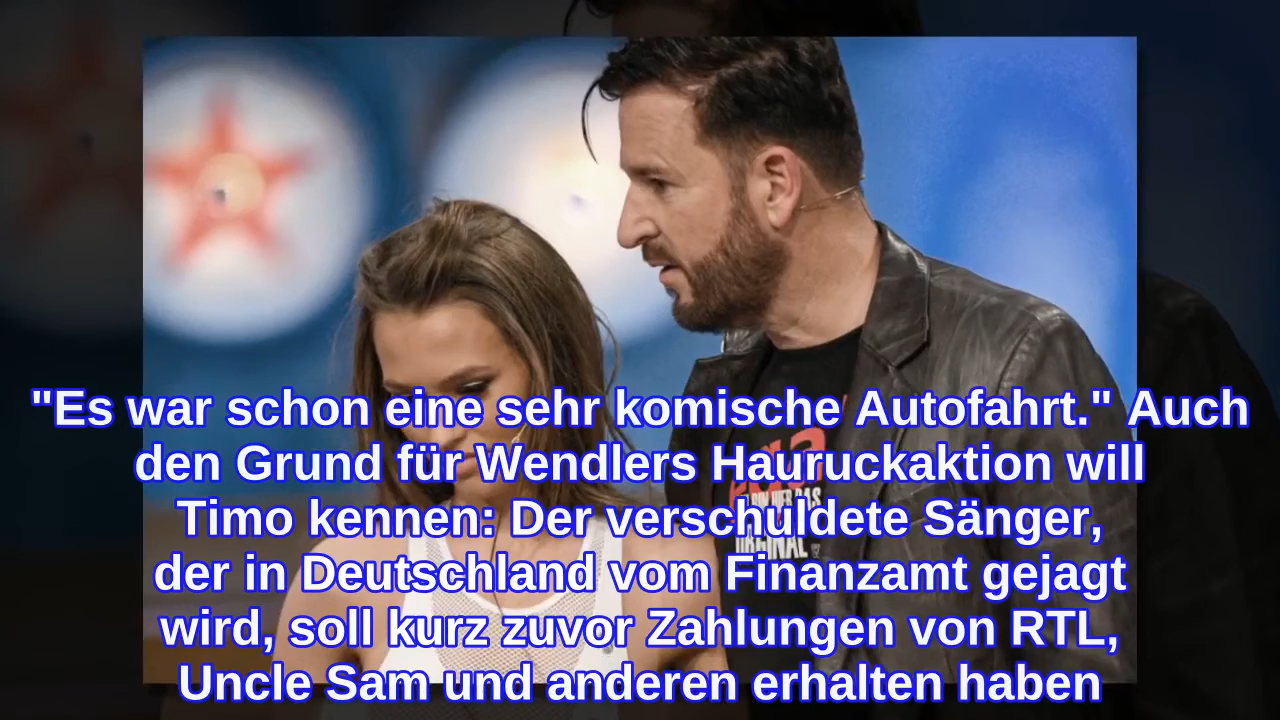 "Es war schon eine sehr komische Autofahrt." Auch
den Grund für Wendlers Hauruckaktion will
Timo kennen: Der verschuldete Sänger,
der in Deutschland vom Finanzamt gejagt
wird, soll kurz zuvor Zahlungen von RTL,
Uncle Sam und anderen erhalten haben